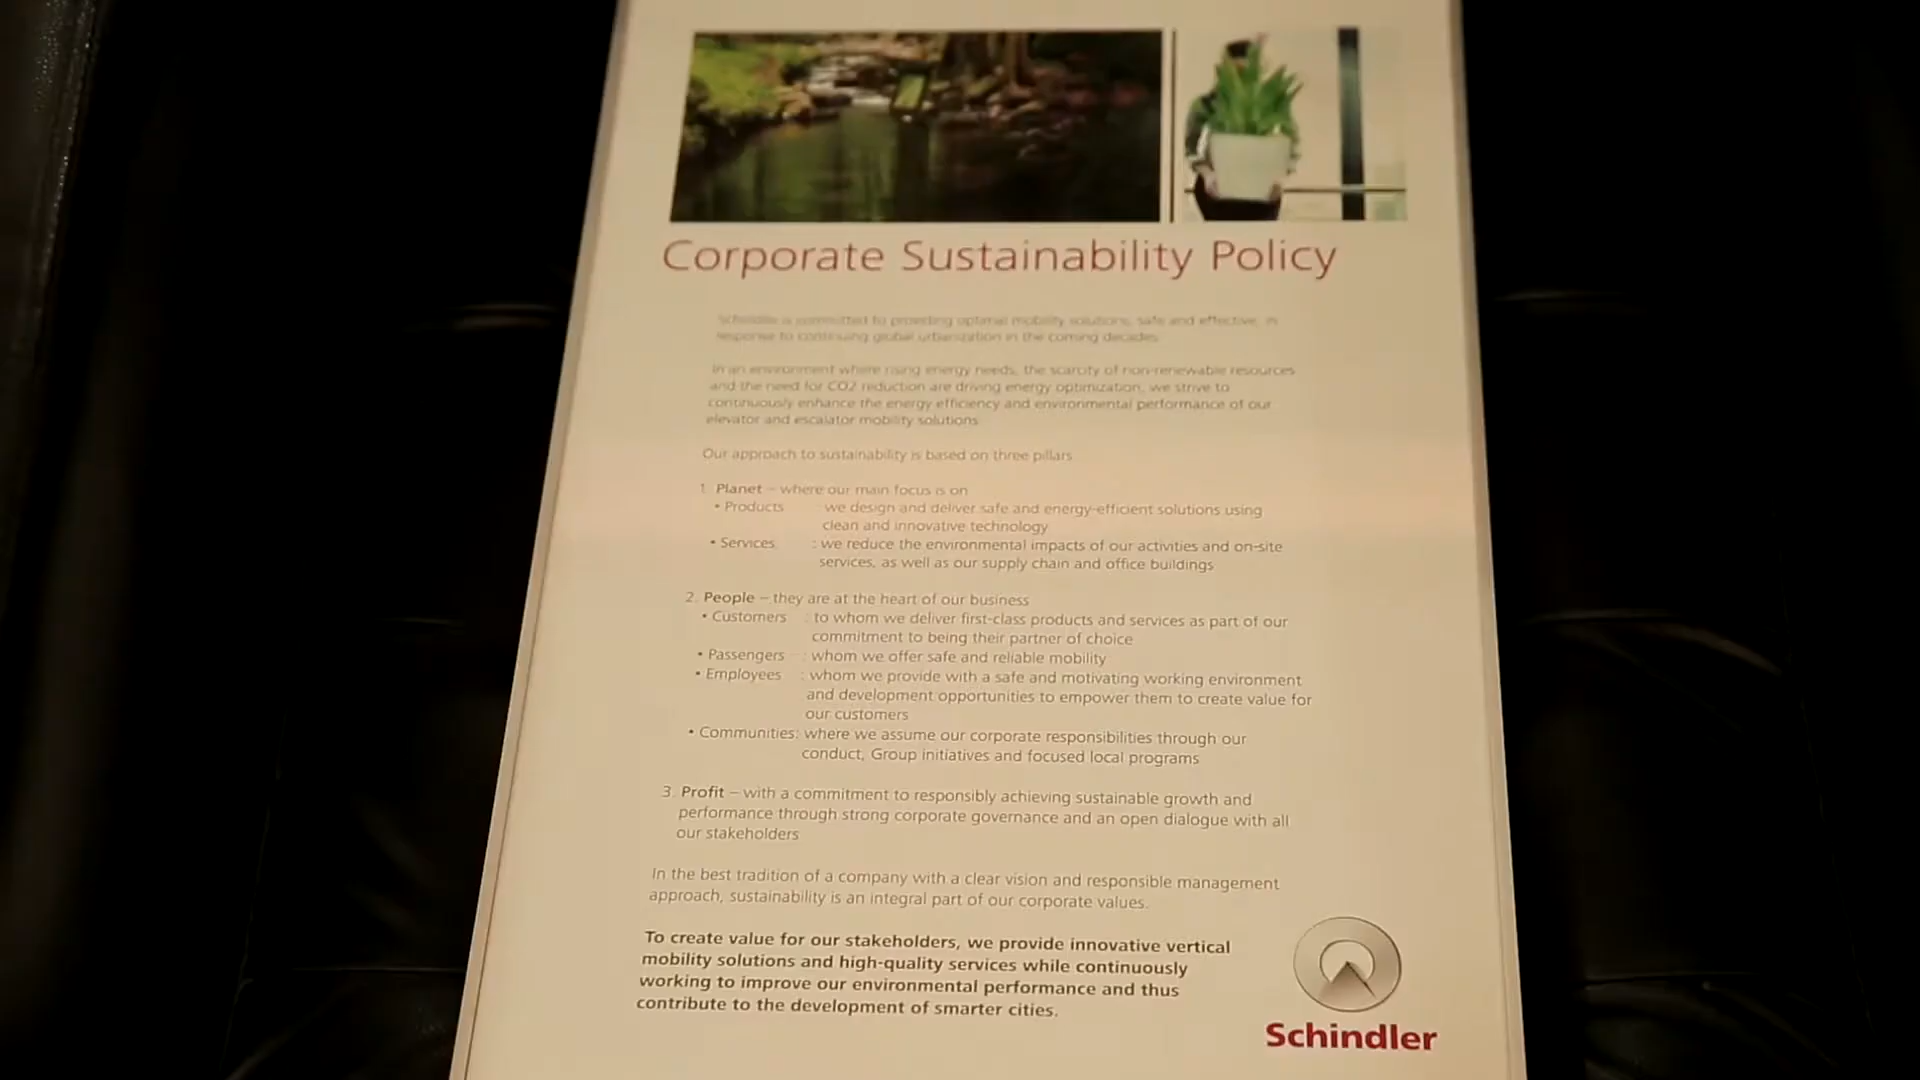 Corporate Sustainability Policy
Schindler is committed to providing optimal mobility solutions, safe and effective, in
response to continuing global urbanization in the coming decades
In an environment where rising energy needs, the scarcity of non-renewable resources
and the need for CO2 reduction are driving energy optimization, we strive to
continuously enhance the energy efficiency and environmental performance of our
elevator and escalator mobility solutions
Our approach to sustainability is based on three pillars
1. Planet – where our main focus is on
• Products : we design and deliver safe and energy-efficient solutions using
clean and innovative technology
• Services : we reduce the environmental impacts of our activities and on-site
services, as well as our supply chain and office buildings
2. People – they are at the heart of our business
• Customers : to whom we deliver first-class products and services as part of our
commitment to being their partner of choice
• Passengers : whom we offer safe and reliable mobility
• Employees : whom we provide with a safe and motivating working environment
and development opportunities to empower them to create value for
our customers
• Communities: where we assume our corporate responsibilities through our
conduct, Group initiatives and focused local programs
3. Profit – with a commitment to responsibly achieving sustainable growth and
performance through strong corporate governance and an open dialogue with all
our stakeholders
In the best tradition of a company with a clear vision and responsible management
approach, sustainability is an integral part of our corporate values.
To create value for our stakeholders, we provide innovative vertical
mobility solutions and high-quality services while continuously
working to improve our environmental performance and thus
contribute to the development of smarter cities.
Schindler